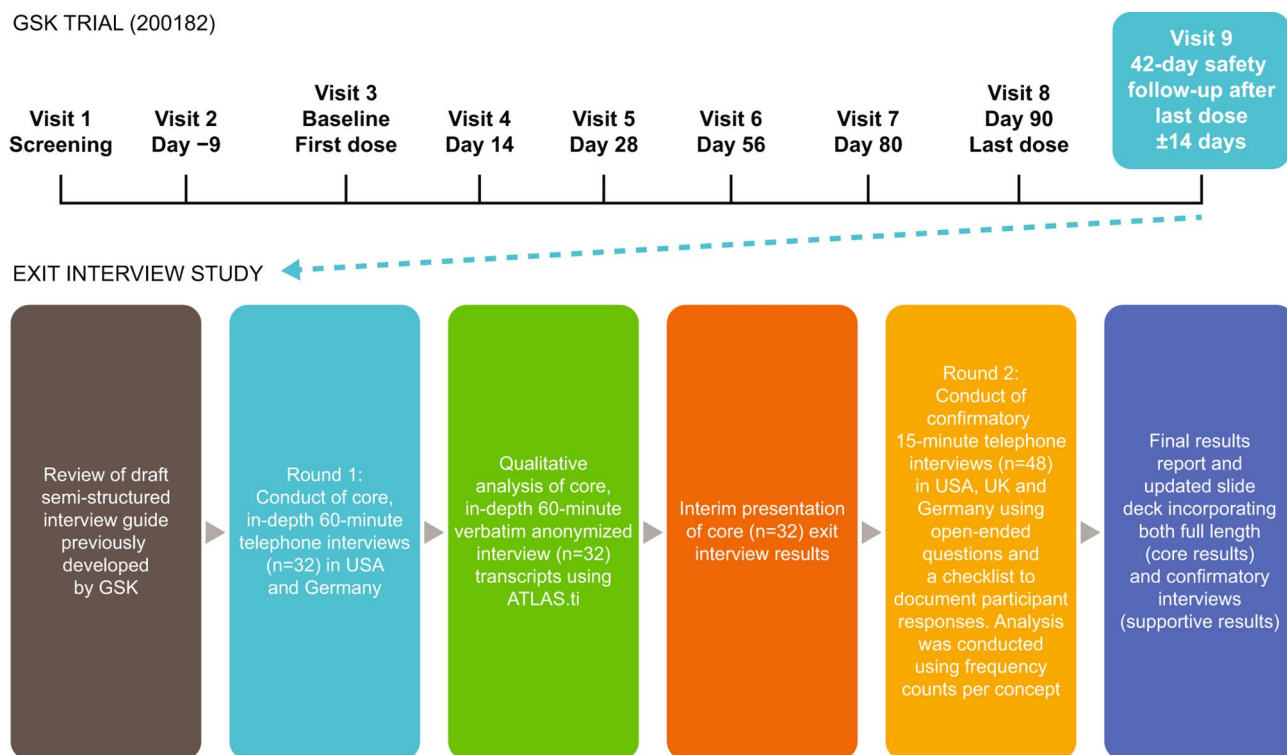 GSK TRIAL (200182)
Visit 1
Screening
Visit 2
Day −9
Visit 3
Baseline
First dose
Visit 4
Day 14
Visit 5
Day 28
Visit 6
Day 56
Visit 7
Day 80
Visit 8
Day 90
Last dose
Visit 9
42-day safety
follow-up after
last dose
±14 days
EXIT INTERVIEW STUDY
Review of draft
semi-structured
interview guide
previously
developed
by GSK
Round 1:
Conduct of core,
in-depth 60-minute
telephone interviews
(n=32) in USA
and Germany
Qualitative
analysis of core,
in-depth 60-minute
verbatim anonymized
interview (n=32)
transcripts using
ATLAS.ti
Interim presentation
of core (n=32) exit
interview results
Round 2:
Conduct of
confirmatory
15-minute telephone
interviews (n=48)
in USA, UK and
Germany using
open-ended
questions and
a checklist to
document participant
responses. Analysis
was conducted
using frequency
counts per concept
Final results
report and
updated slide
deck incorporating
both full length
(core results)
and confirmatory
interviews
(supportive results)